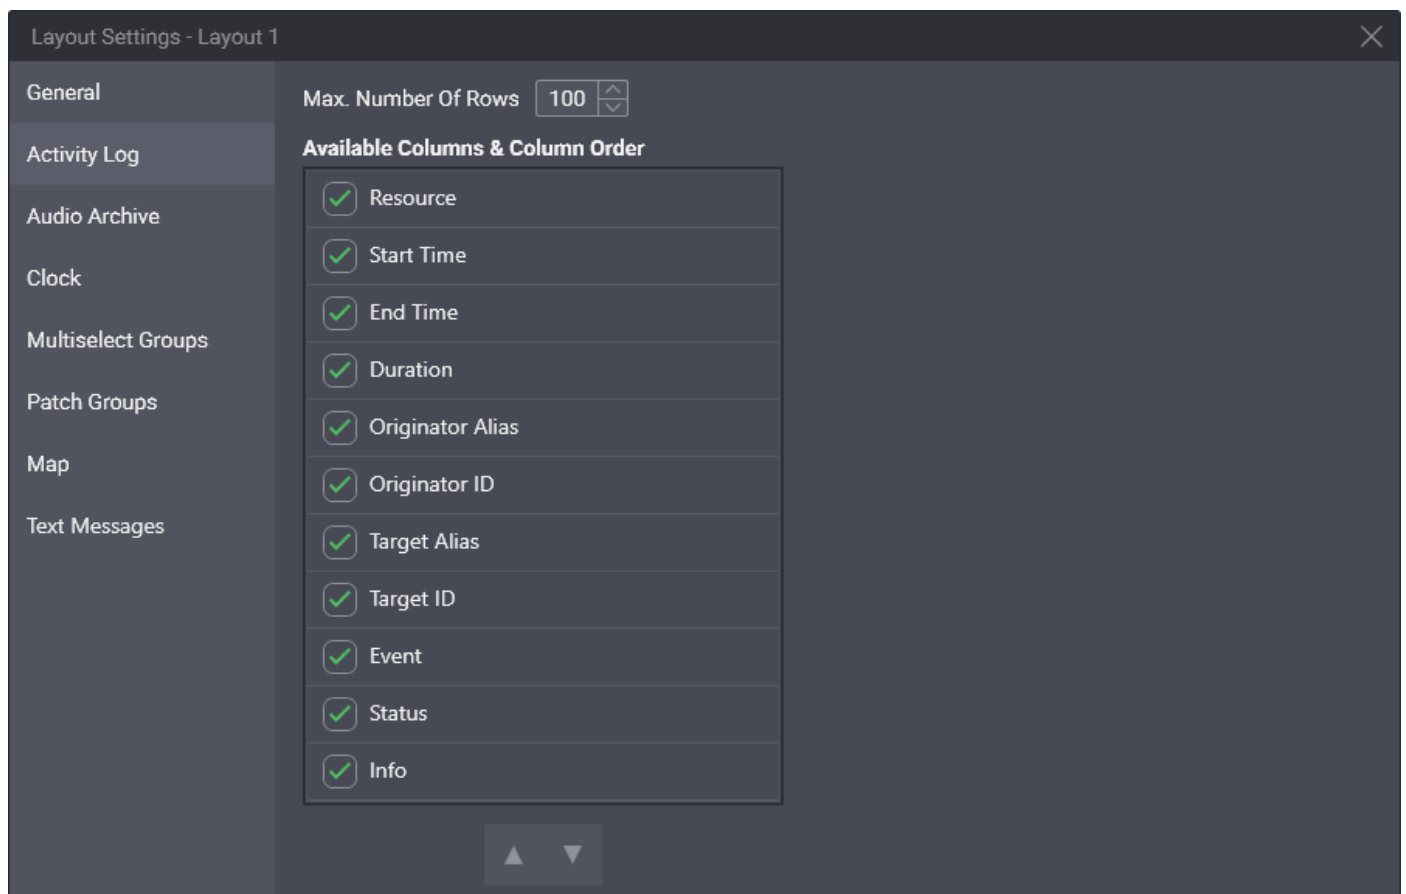 Layout Settings - Layout 1
General
Activity Log
Audio Archive
Clock
Multiselect Groups
Patch Groups
Map
Text Messages
Max. Number Of Rows 100
Available Columns & Column Order
Resource
Start Time
End Time
Duration
Originator Alias
Originator ID
Target Alias
Target ID
Event
Status
Info